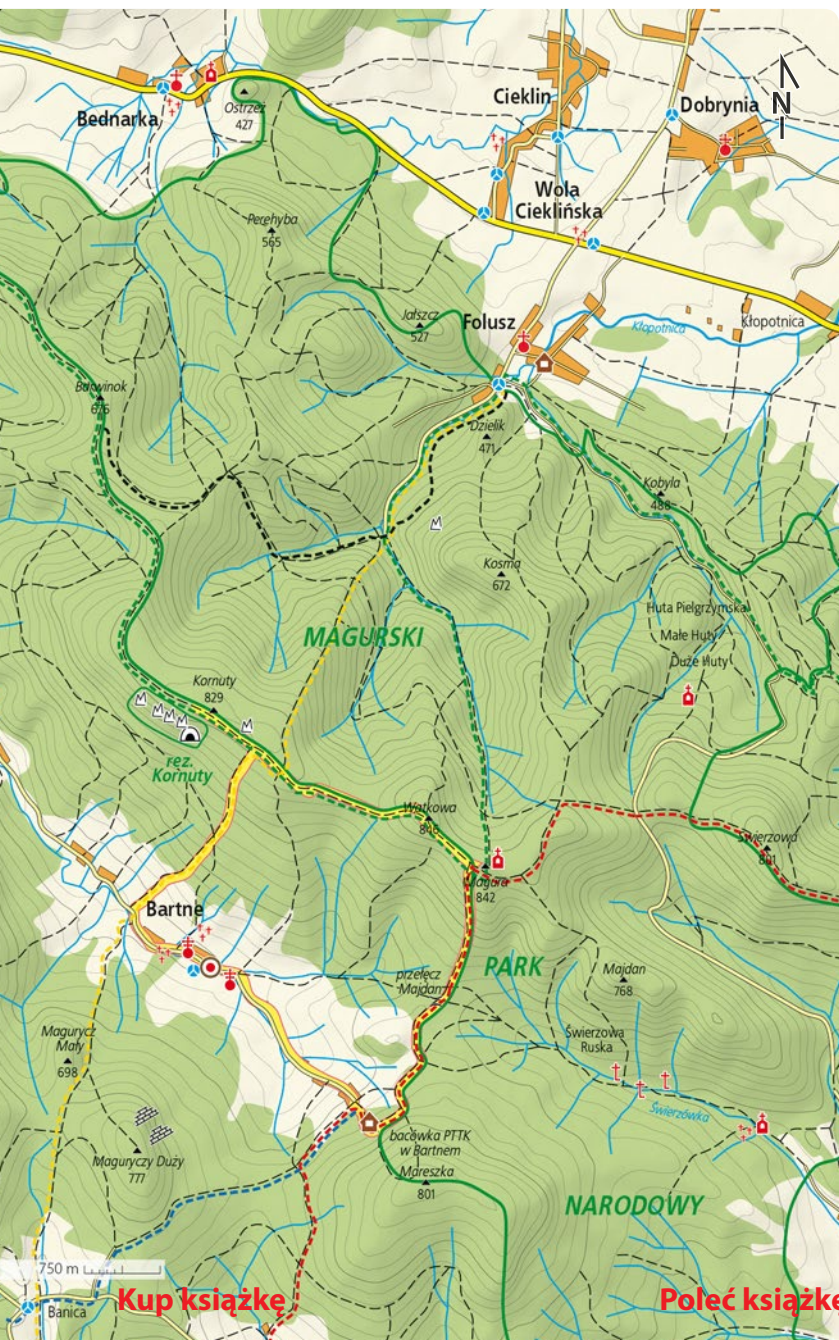 Cieklin
N
Dobrynia
Ostrzeż
427
Bednarka
Wola
Cieklińska
Perehyba
565
Jałszcz
527
Folusz
Kłopotnica
Kłopotnica
Barwinok
676
Dzielik
471
Kobyla
488
Kosma
672
Huta Pielgrzymska
Małe Huty
Duże Huty
MAGURSKI
Kornuty
829
rez.
Kornuty
Watkowa
846
Świerzowa
801
Magura
842
Bartne
PARK
przełęcz
Majdan
Majdan
768
Świerzowa
Ruska
Magurycz
Mały
698
Świerzówka
bacówka PTTK
w Bartnem
Mareszka
801
Maguryczy Duży
777
NARODOWY
750 m
Kup książkę
Poleć książkę
Banica